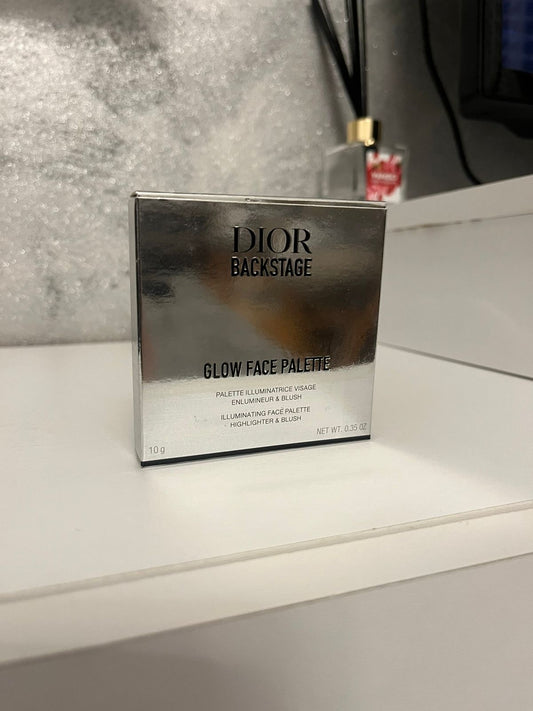 DIOR
BACKSTAGE
GLOW FACE PALETTE
PALETTE ILLUMINATRICE VISAGE
ENLUMINEUR & BLUSH
ILLUMINATING FACE PALETTE
HIGHLIGHTER & BLUSH
10 g
NET WT. 0.35 OZ